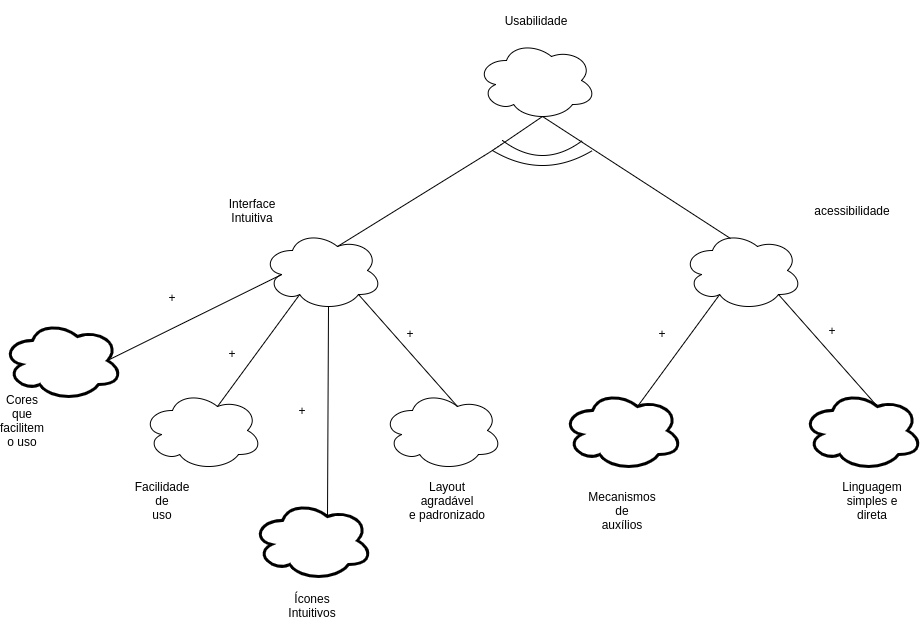 Usabilidade
Interface
Intuitiva
acessibilidade
+
+
+
+
+
+
Cores
que
facilitem
o uso
Facilidade
de
uso
Layout
agradável
e padronizado
Mecanismos
de
auxílios
Linguagem
simples e
direta
Ícones
Intuitivos